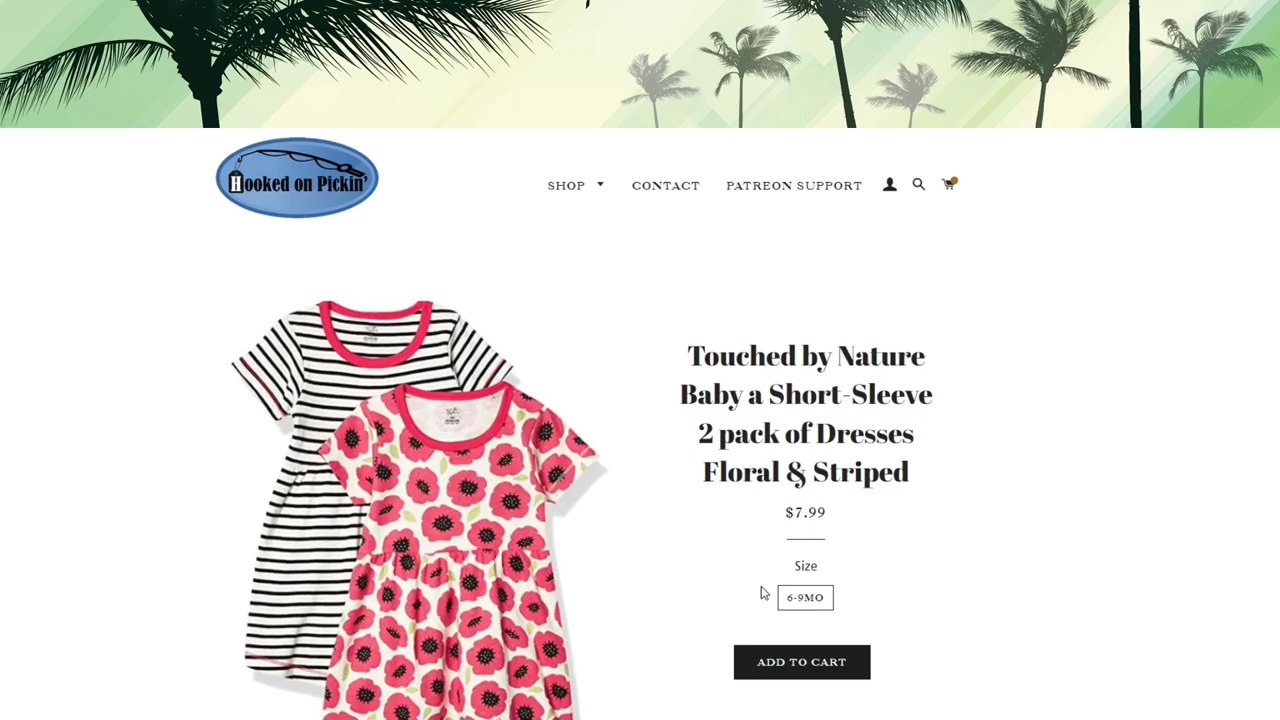 Hooked on Pickin'
SHOP
CONTACT
PATREON SUPPORT
Touched by Nature
Baby a Short-Sleeve
2 pack of Dresses
Floral & Striped
$7.99
Size
6-9MO
ADD TO CART